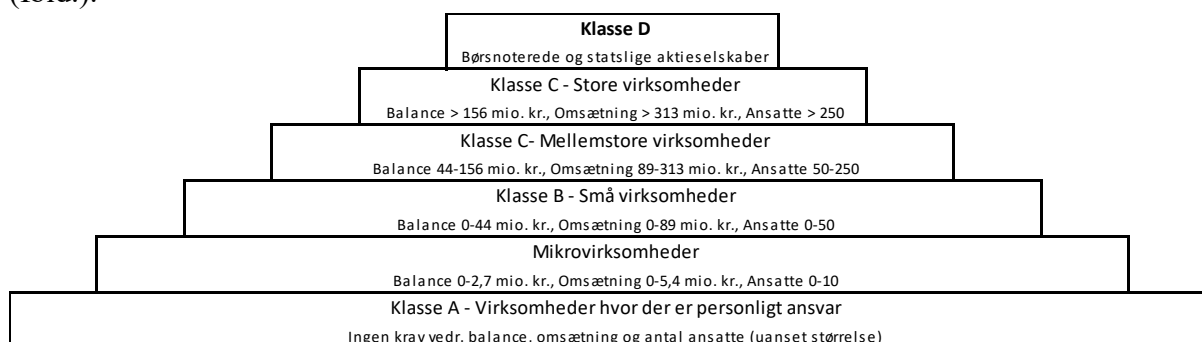 (Ibid.).
Klasse D
Børsnoterede og statslige aktieselskaber
Klasse C - Store virksomheder
Balance > 156 mio. kr., Omsætning > 313 mio. kr., Ansatte > 250
Klasse C- Mellemstore virksomheder
Balance 44-156 mio. kr., Omsætning 89-313 mio. kr., Ansatte 50-250
Klasse B - Små virksomheder
Balance 0-44 mio. kr., Omsætning 0-89 mio. kr., Ansatte 0-50
Mikrovirksomheder
Balance 0-2,7 mio. kr., Omsætning 0-5,4 mio. kr., Ansatte 0-10
Klasse A - Virksomheder hvor der er personligt ansvar
Ingen krav vedr. balance, omsætning og antal ansatte (uanset størrelse)